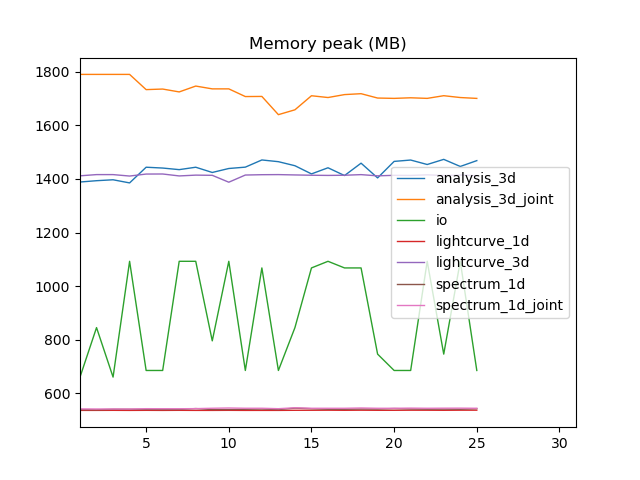 Memory peak (MB)
1800
1600
1400
1200
1000
800
600
analysis_3d
analysis_3d_joint
io
lightcurve_1d
lightcurve_3d
spectrum_1d
spectrum_1d_joint
5
10
15
20
25
30